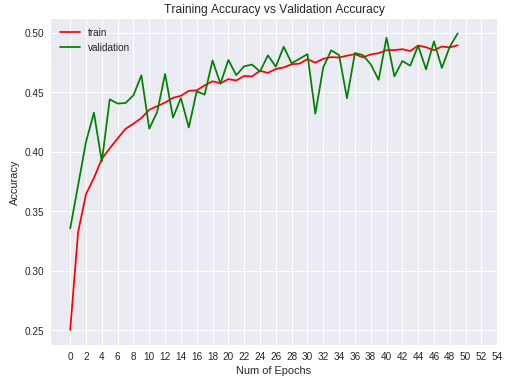 Training Accuracy vs Validation Accuracy
train
validation
0.50
0.45
0.40
0.35
0.30
0.25
Accuracy
0 2 4 6 8 10 12 14 16 18 20 22 24 26 28 30 32 34 36 38 40 42 44 46 48 50 52 54
Num of Epochs